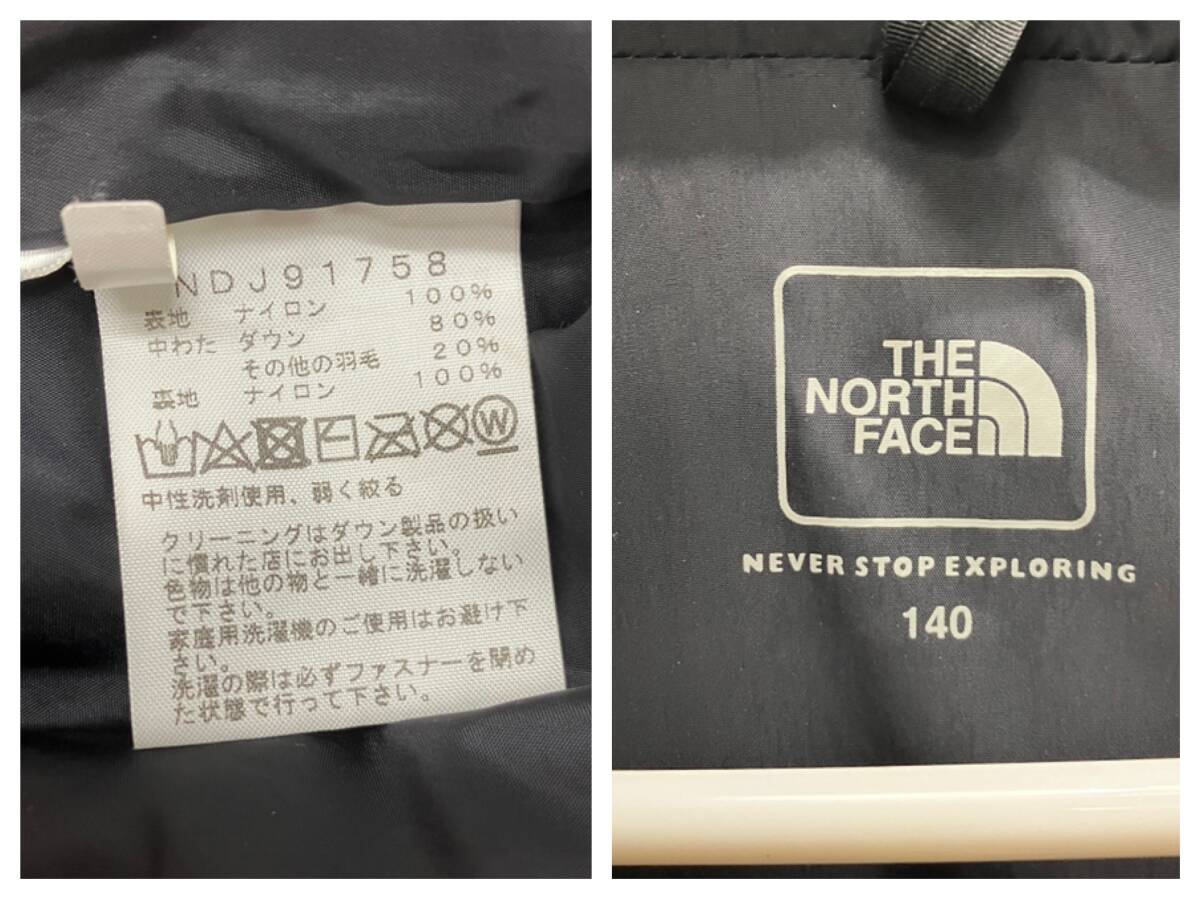 NDJ91758
表地 ナイロン 100%
中わた ダウン 80%
その他の羽毛 20%
裏地 ナイロン 100%
W
中性洗剤使用、弱く絞る
クリーニングはダウン製品の扱い
に慣れた店にお出し下さい。
色物は他の物と一緒に洗濯しない
で下さい。
家庭用洗濯機のご使用はお避け下
さい。
洗濯の際は必ずファスナーを閉め
た状態で行って下さい。
THE
NORTH
FACE
NEVER STOP EXPLORING
140